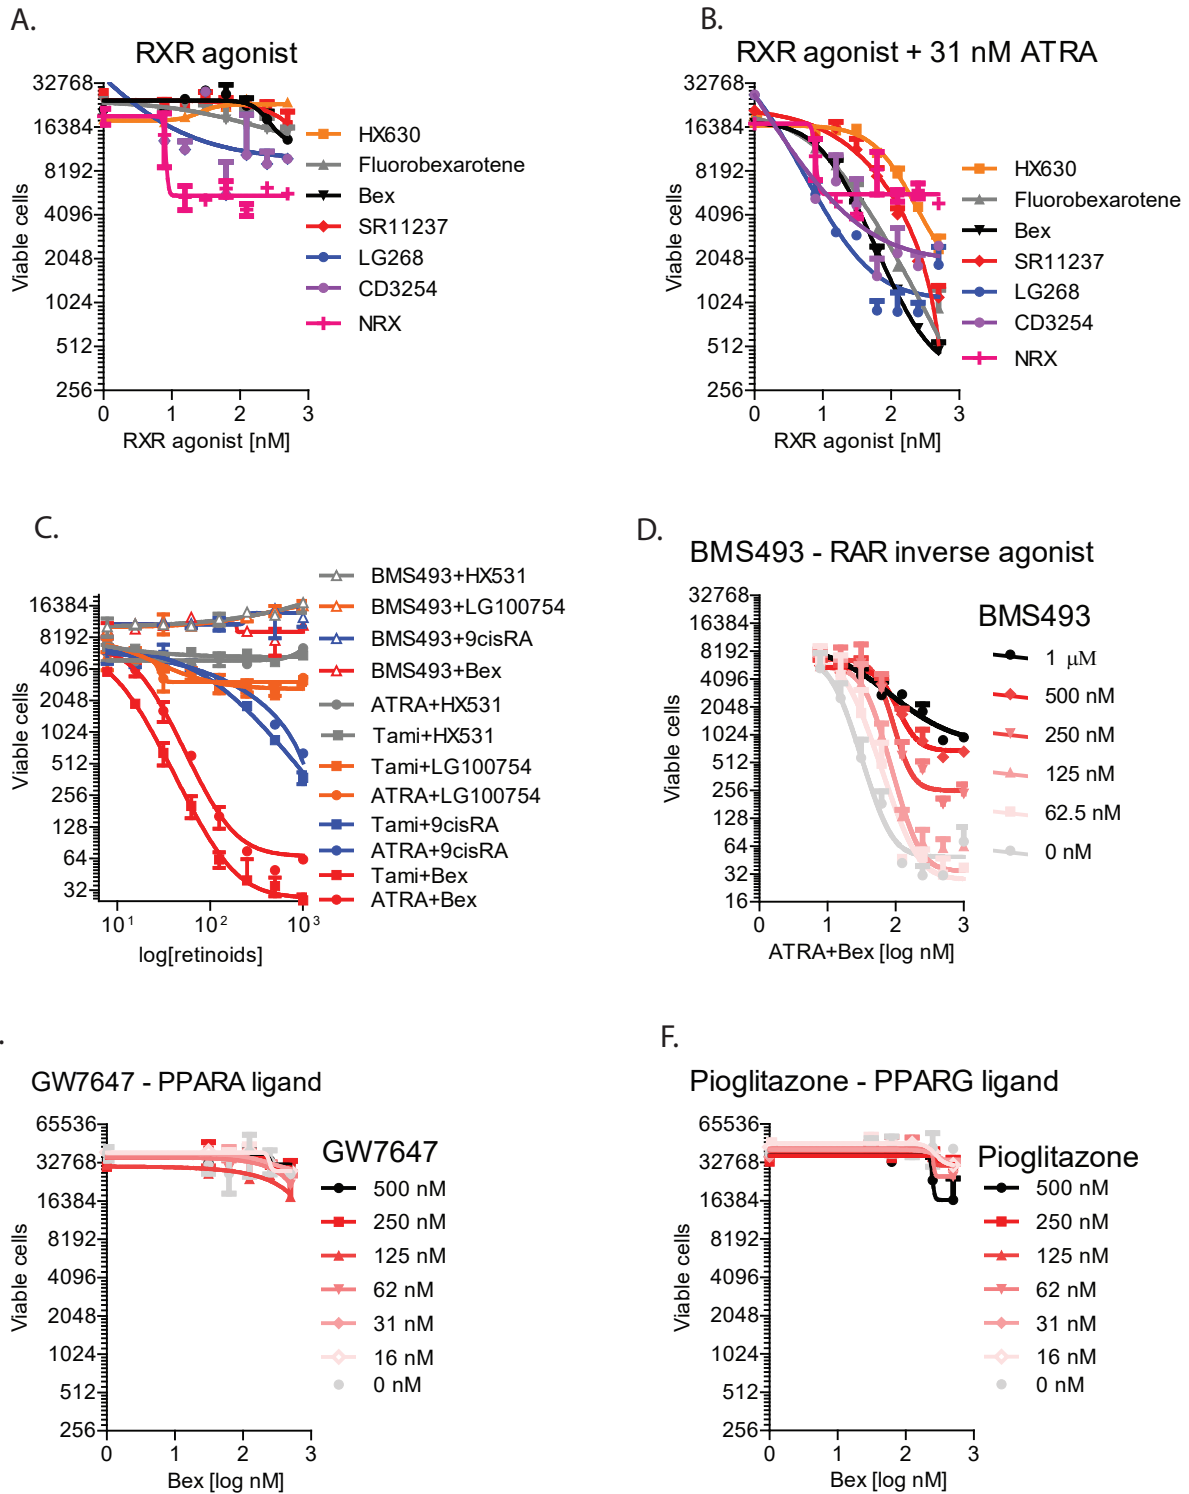 A.
RXR agonist
32768
16384
8192
4096
2048
1024
512
256
Viable cells
0 1 2 3
RXR agonist [nM]
HX630
Fluorobexarotene
Bex
SR11237
LG268
CD3254
NRX
B.
RXR agonist + 31 nM ATRA
32768
16384
8192
4096
2048
1024
512
256
Viable cells
0 1 2 3
RXR agonist [nM]
HX630
Fluorobexarotene
Bex
SR11237
LG268
CD3254
NRX
C.
16384
8192
4096
2048
1024
512
256
128
64
32
Viable cells
10¹ 10² 10³
log[retinoids]
BMS493+HX531
BMS493+LG100754
BMS493+9cisRA
BMS493+Bex
ATRA+HX531
Tami+HX531
Tami+LG100754
ATRA+LG100754
Tami+9cisRA
ATRA+9cisRA
Tami+Bex
ATRA+Bex
D.
BMS493 - RAR inverse agonist
32768
16384
8192
4096
2048
1024
512
256
128
64
32
16
Viable cells
0 1 2 3
ATRA+Bex [log nM]
BMS493
1 μM
500 nM
250 nM
125 nM
62.5 nM
0 nM
GW7647 - PPARA ligand
65536
32768
16384
8192
4096
2048
1024
512
256
Viable cells
0 1 2 3
Bex [log nM]
GW7647
500 nM
250 nM
125 nM
62 nM
31 nM
16 nM
0 nM
F.
Pioglitazone - PPARG ligand
65536
32768
16384
8192
4096
2048
1024
512
256
Viable cells
0 1 2 3
Bex [log nM]
Pioglitazone
500 nM
250 nM
125 nM
62 nM
31 nM
16 nM
0 nM